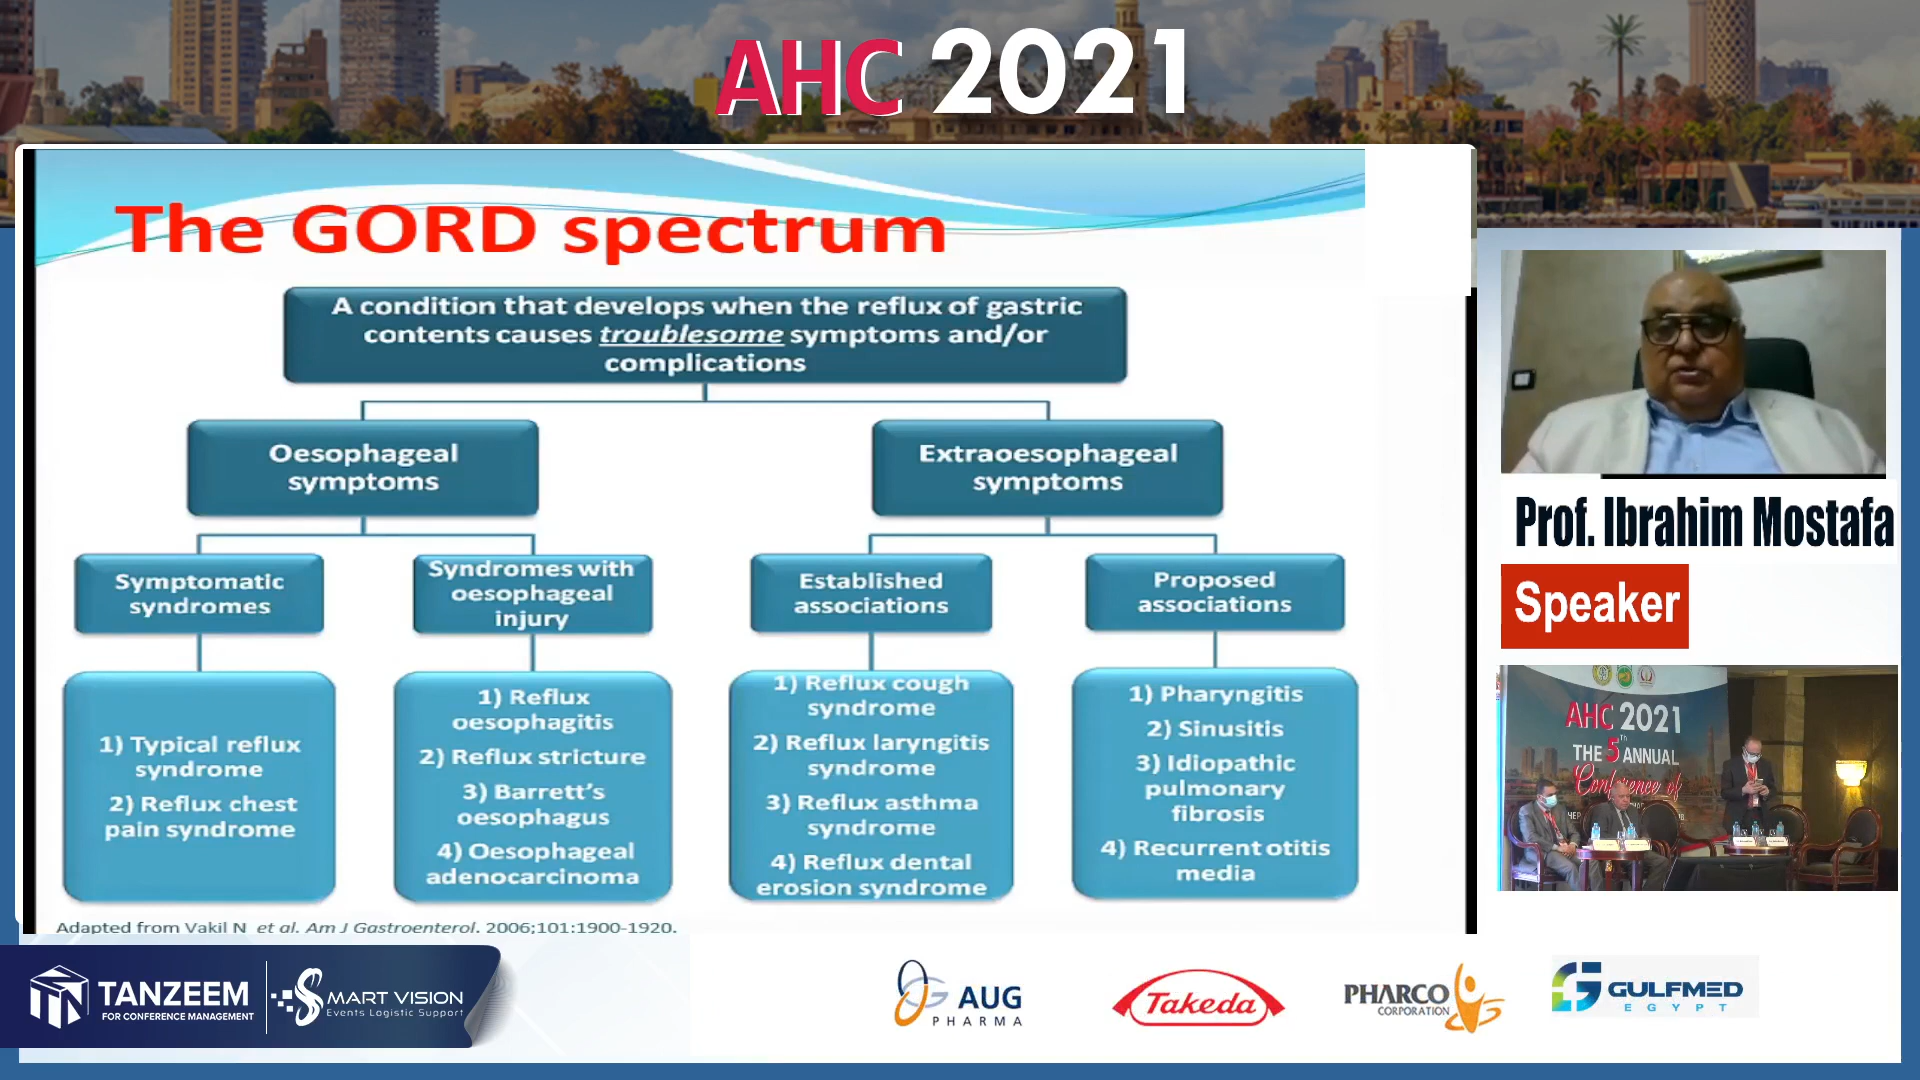 AHC 2021
The GORD spectrum
A condition that develops when the reflux of gastric
contents causes troublesome symptoms and/or
complications
Oesophageal
symptoms
Extraoesophageal
symptoms
Symptomatic
syndromes
Syndromes with
oesophageal
injury
Established
associations
Proposed
associations
1) Typical reflux
syndrome
2) Reflux chest
pain syndrome
1) Reflux
oesophagitis
2) Reflux stricture
3) Barrett's
oesophagus
4) Oesophageal
adenocarcinoma
1) Reflux cough
syndrome
2) Reflux laryngitis
syndrome
3) Reflux asthma
syndrome
4) Reflux dental
erosion syndrome
1) Pharyngitis
2) Sinusitis
3) Idiopathic
pulmonary
fibrosis
4) Recurrent otitis
media
Adapted from Vakil N et al. Am J Gastroenterol. 2006;101:1900-1920.
Prof. Ibrahim Mostafa
Speaker
AHC 2021
THE 5TH ANNUAL
Conference of
TANZEEM
FOR CONFERENCE MANAGEMENT
SMART VISION
Events Logistic Support
AUG
PHARMA
Takeda
PHARCO
CORPORATION
GULFMED
EGYPT